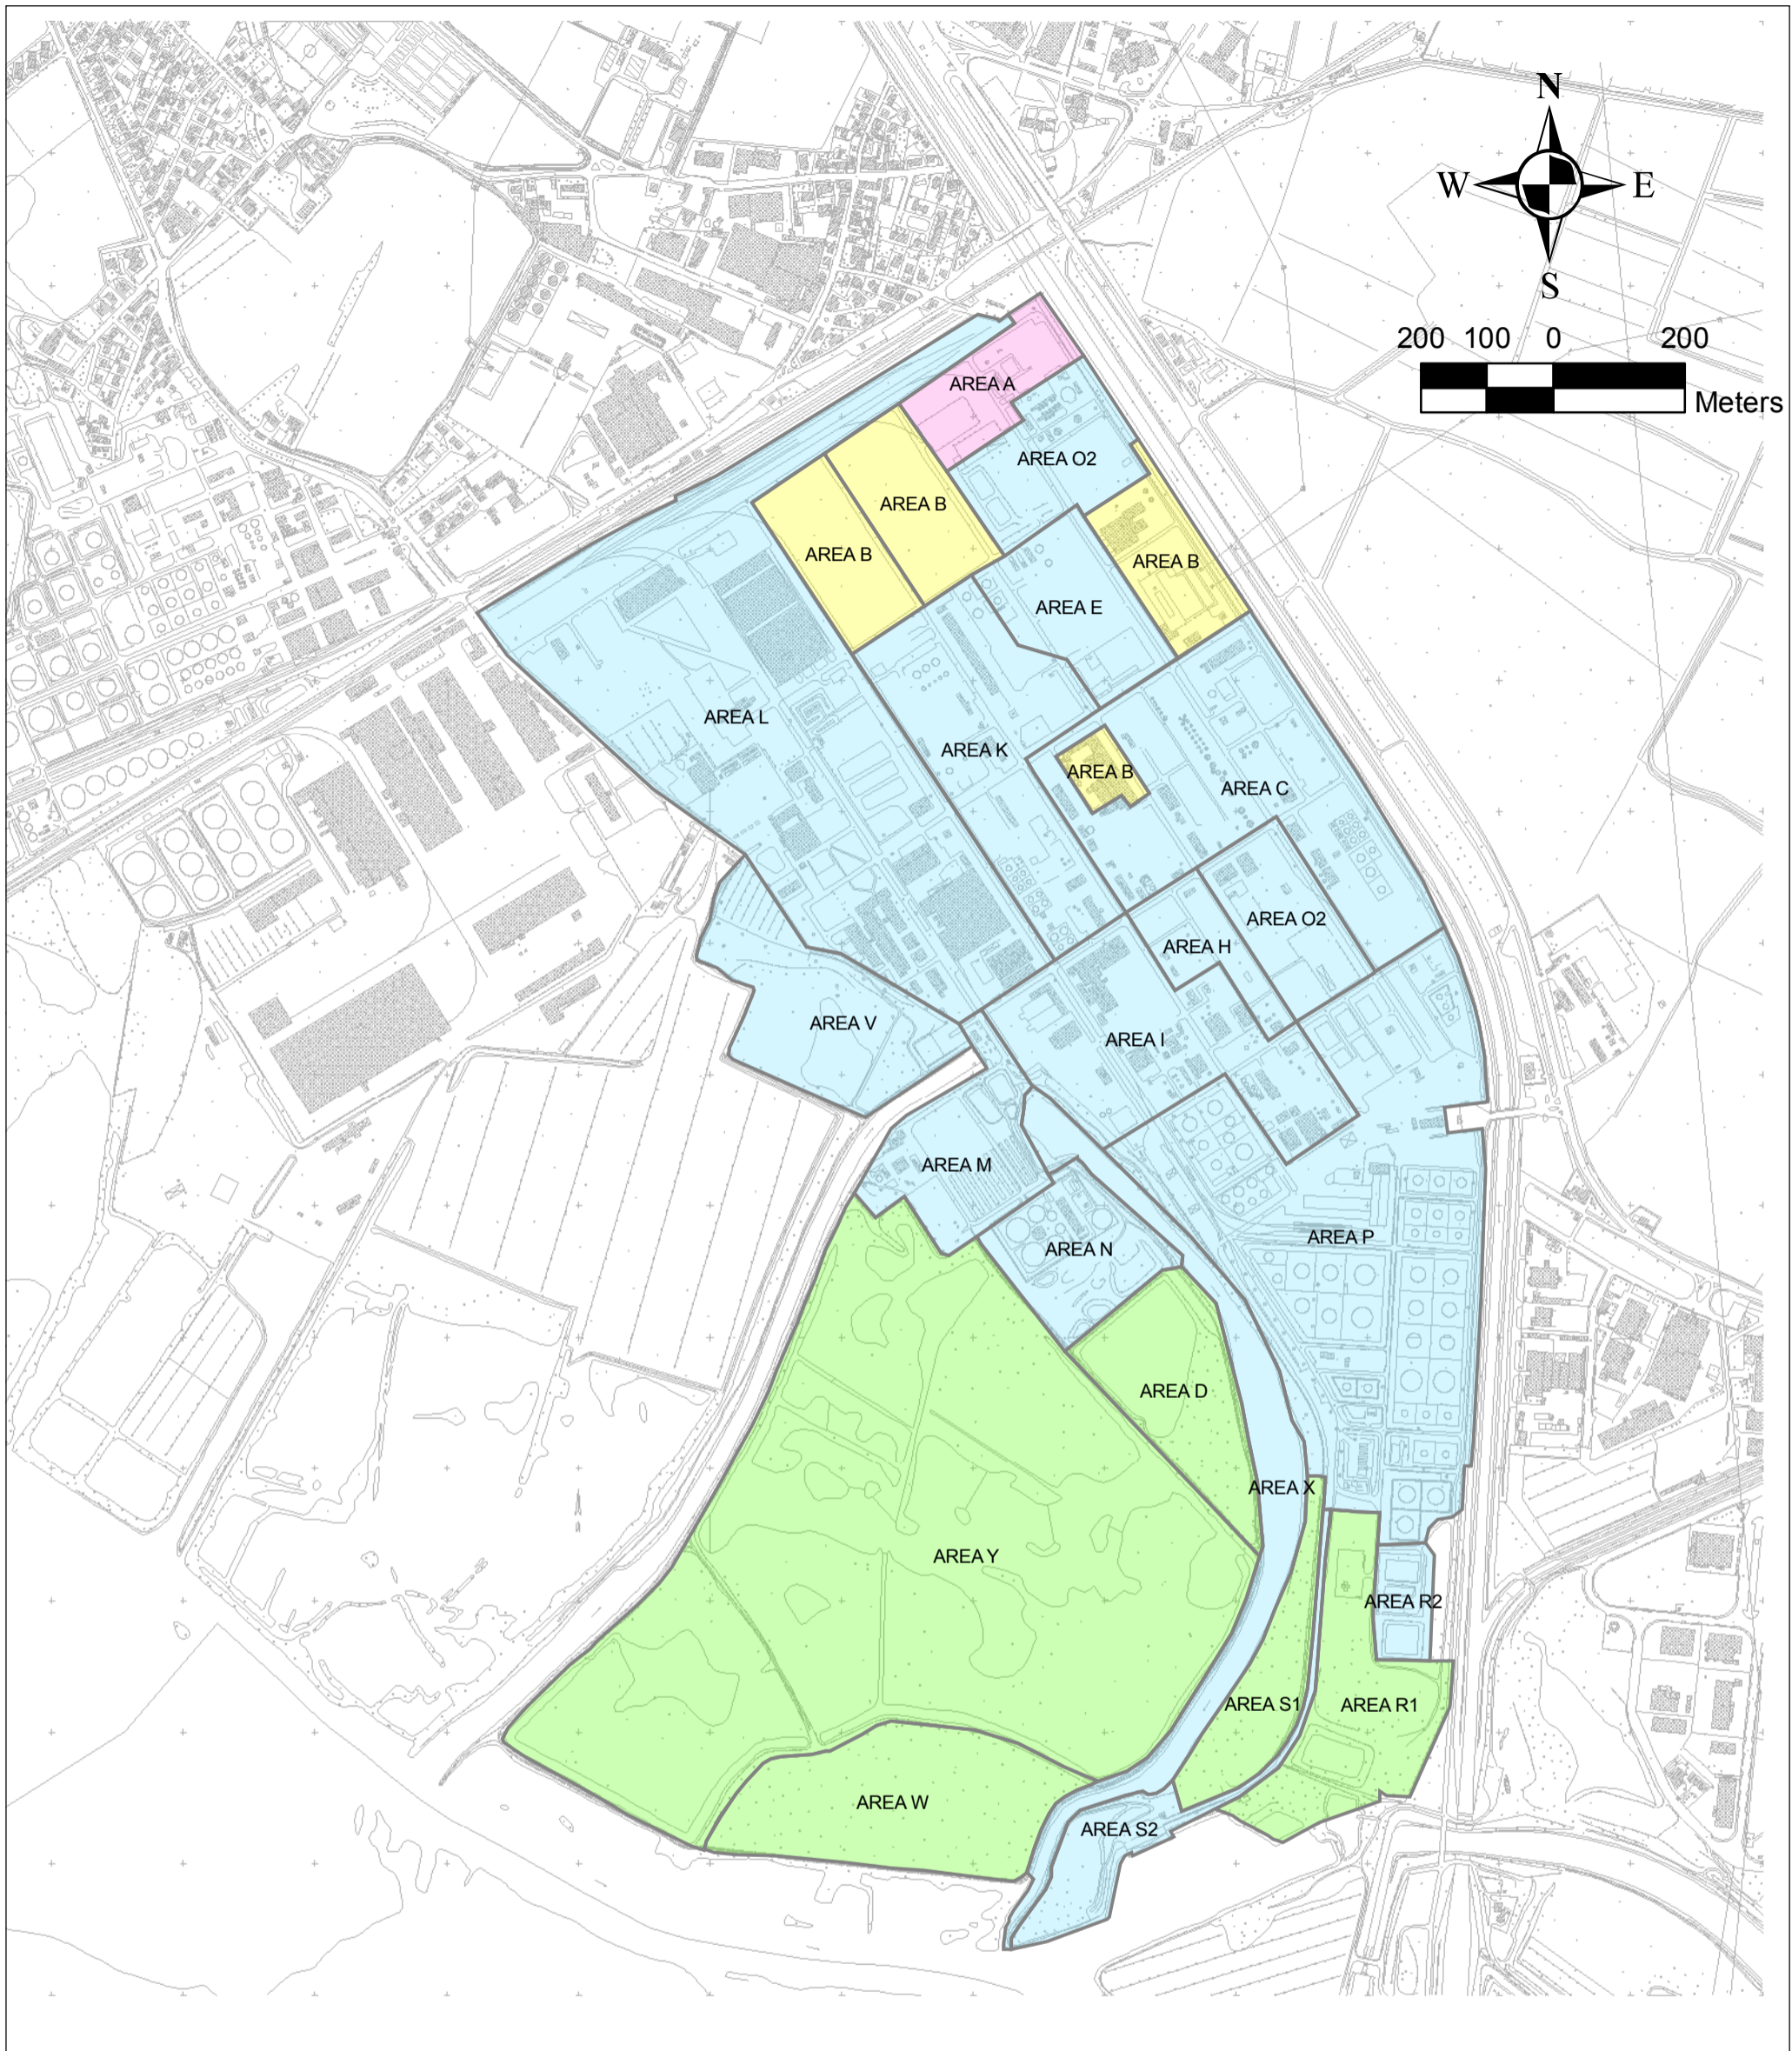 N
W E
S
200 100 0 200
Meters
AREA A
AREA O2
AREA B
AREA B
AREA B
AREA E
AREA L
AREA K
AREA B
AREA C
AREA O2
AREA H
AREA V
AREA I
AREA M
AREA P
AREA N
AREA D
AREA X
AREA Y
AREA R2
AREA S1
AREA R1
AREA W
AREA S2